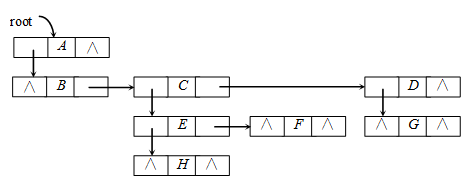 root
A ∧
∧ B C D ∧
E ∧ F ∧ ∧ G ∧
∧ H ∧